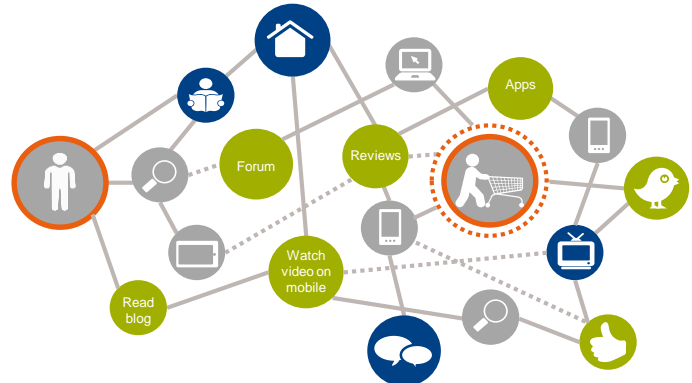 Apps
Reviews
Forum
Watch
video on
mobile
Read
blog